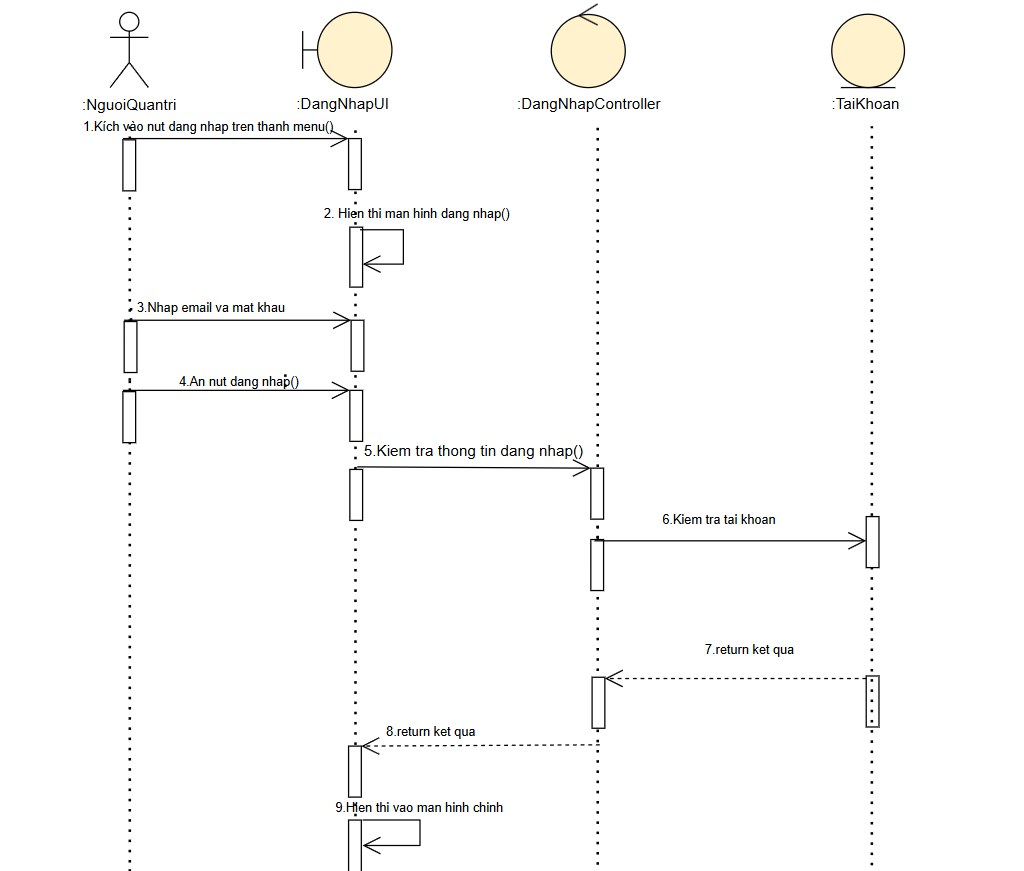 :NguoiQuantri
:DangNhapUI
:DangNhapController
:TaiKhoan
1.Kích vào nut dang nhap tren thanh menu()
2. Hien thi man hinh dang nhap()
3.Nhap email va mat khau
4.An nut dang nhap()
5.Kiem tra thong tin dang nhap()
6.Kiem tra tai khoan
7.return ket qua
8.return ket qua
9.Hien thi vao man hinh chinh